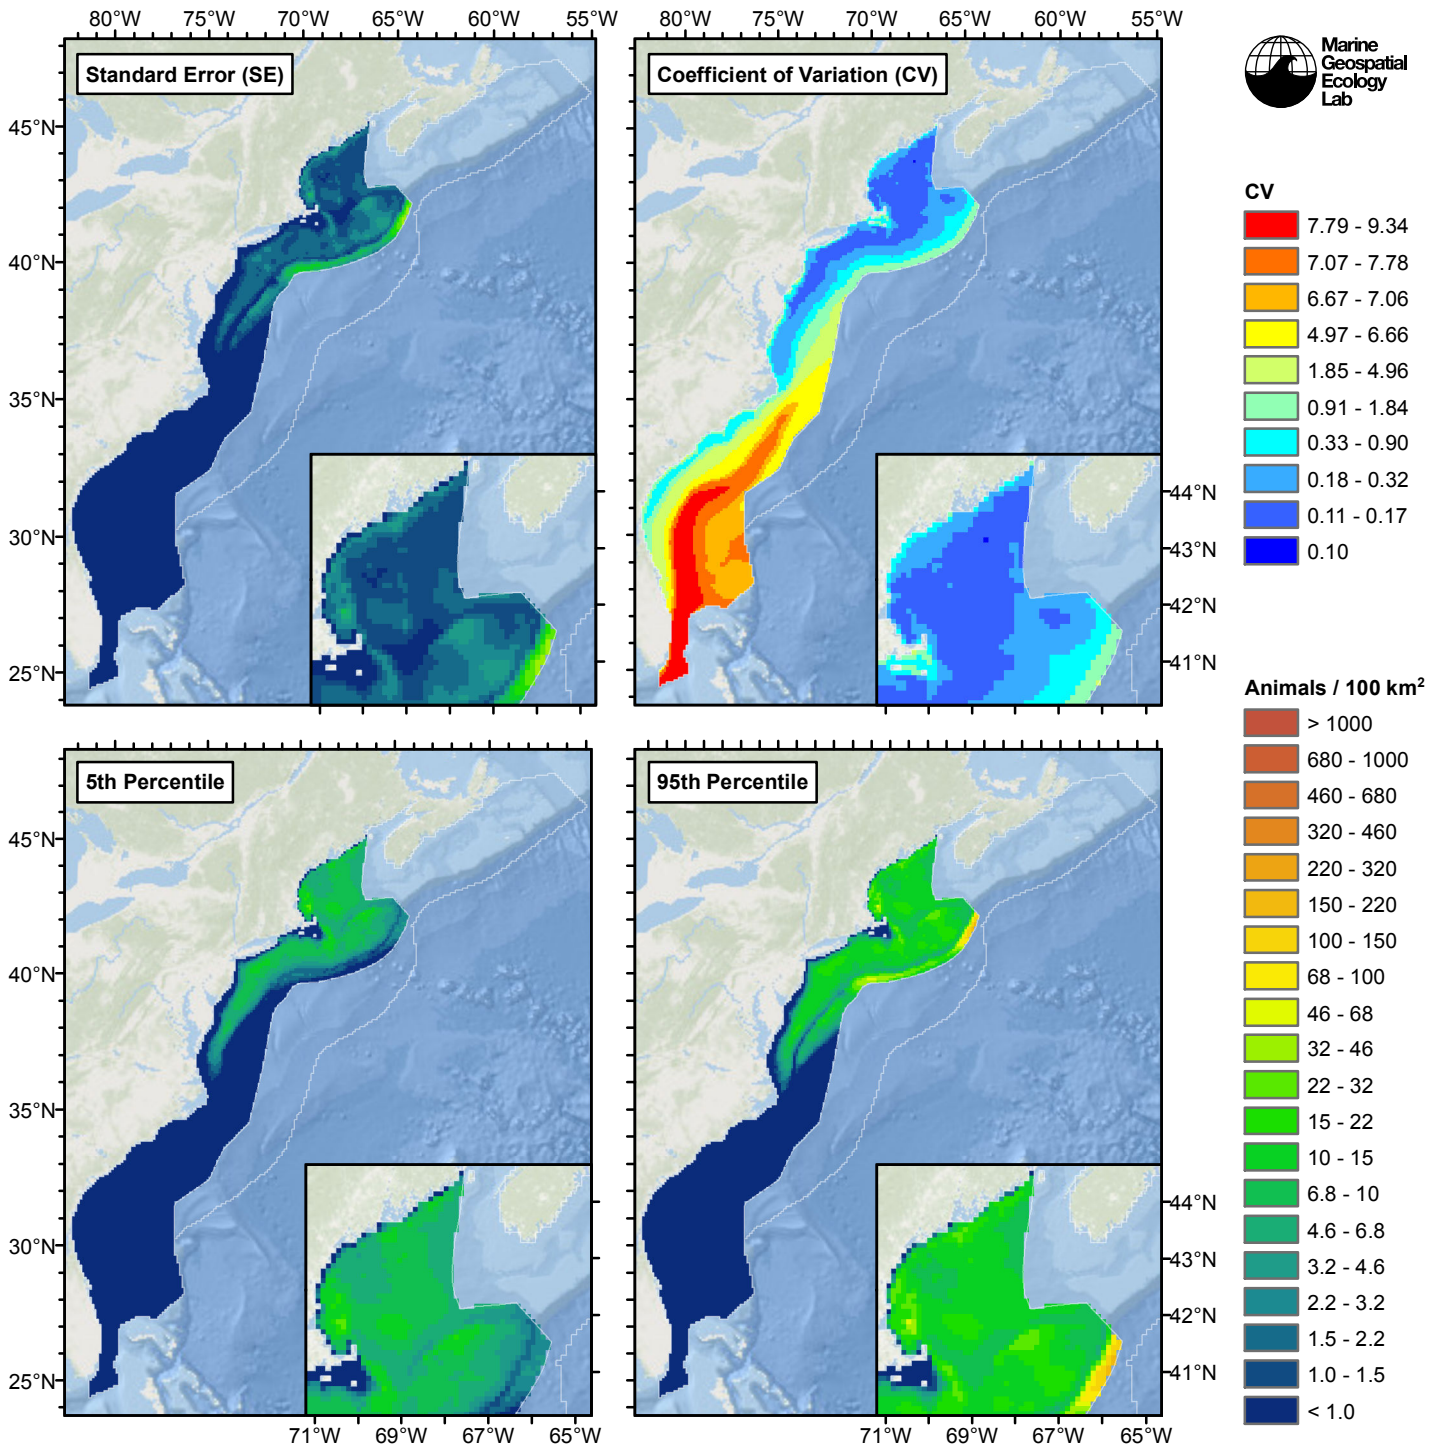 80°W 75°W 70°W 65°W 60°W 55°W
80°W 75°W 70°W 65°W 60°W 55°W
Standard Error (SE)
Coefficient of Variation (CV)
45°N
40°N
35°N
30°N
25°N
44°N
43°N
42°N
41°N
5th Percentile
95th Percentile
45°N
40°N
35°N
30°N
25°N
44°N
43°N
42°N
41°N
71°W 69°W 67°W 65°W
71°W 69°W 67°W 65°W
Marine
Geospatial
Ecology
Lab
CV
7.79 - 9.34
7.07 - 7.78
6.67 - 7.06
4.97 - 6.66
1.85 - 4.96
0.91 - 1.84
0.33 - 0.90
0.18 - 0.32
0.11 - 0.17
0.10
Animals / 100 km²
> 1000
680 - 1000
460 - 680
320 - 460
220 - 320
150 - 220
100 - 150
68 - 100
46 - 68
32 - 46
22 - 32
15 - 22
10 - 15
6.8 - 10
4.6 - 6.8
3.2 - 4.6
2.2 - 3.2
1.5 - 2.2
1.0 - 1.5
< 1.0